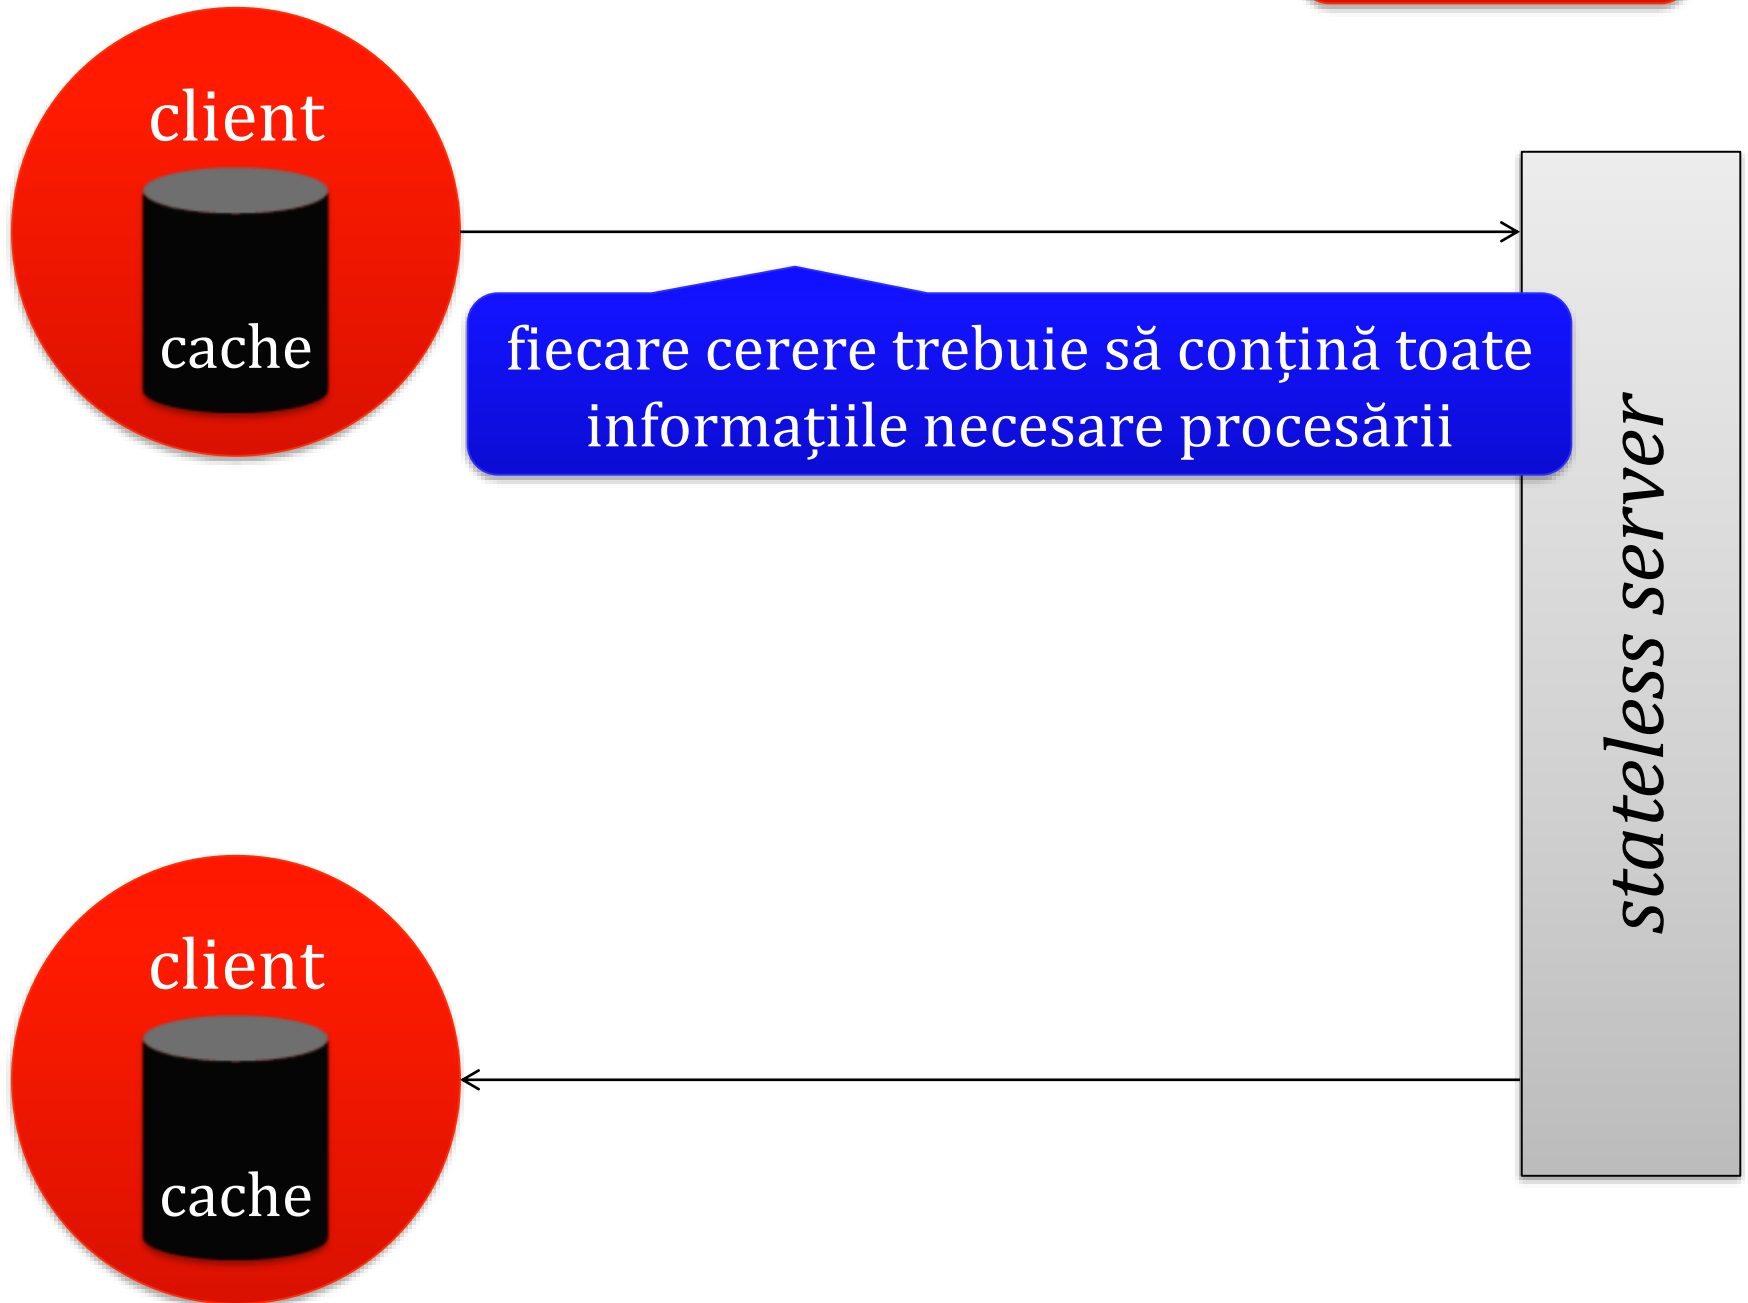 client
cache
fiecare cerere trebuie să conțină toate
informațiile necesare procesării
stateless server
client
cache